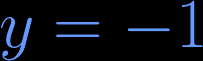 y = -1